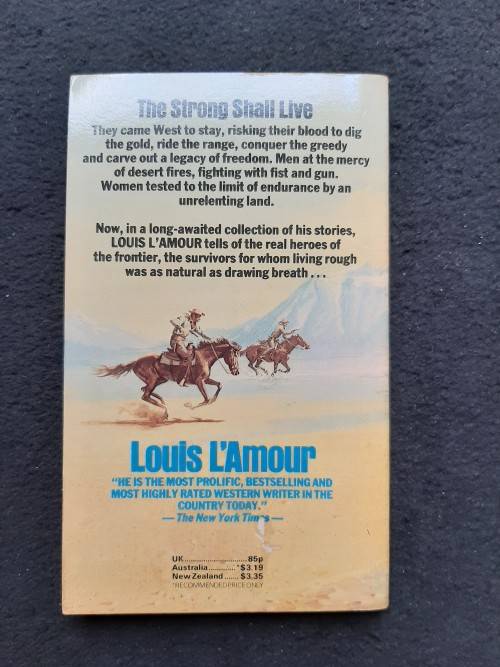 The Strong Shall Live
They came West to stay, risking their blood to dig
the gold, ride the range, conquer the greedy
and carve out a legacy of freedom. Men at the mercy
of desert fires, fighting with fist and gun.
Women tested to the limit of endurance by an
unrelenting land.
Now, in a long-awaited collection of his stories,
LOUIS L'AMOUR tells of the real heroes of
the frontier, the survivors for whom living rough
was as natural as drawing breath...
Louis L'Amour
"HE IS THE MOST PROLIFIC, BESTSELLING AND
MOST HIGHLY RATED WESTERN WRITER IN THE
COUNTRY TODAY."
—The New York Times—
UK..........................85p
Australia............*$3.19
New Zealand...... $3.35
*RECOMMENDED PRICE ONLY